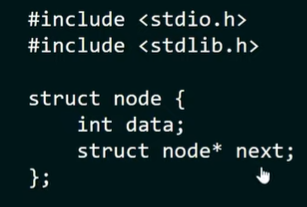 #include <stdio.h>
#include <stdlib.h>
struct node {
    int data;
    struct node* next;
};